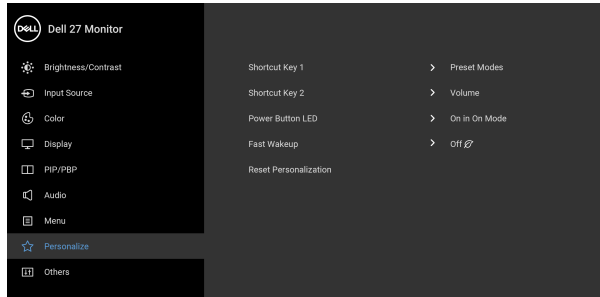 DELL Dell 27 Monitor
Brightness/Contrast
Input Source
Color
Display
PIP/PBP
Audio
Menu
Personalize
Others
Shortcut Key 1 > Preset Modes
Shortcut Key 2 > Volume
Power Button LED > On in On Mode
Fast Wakeup > Off
Reset Personalization